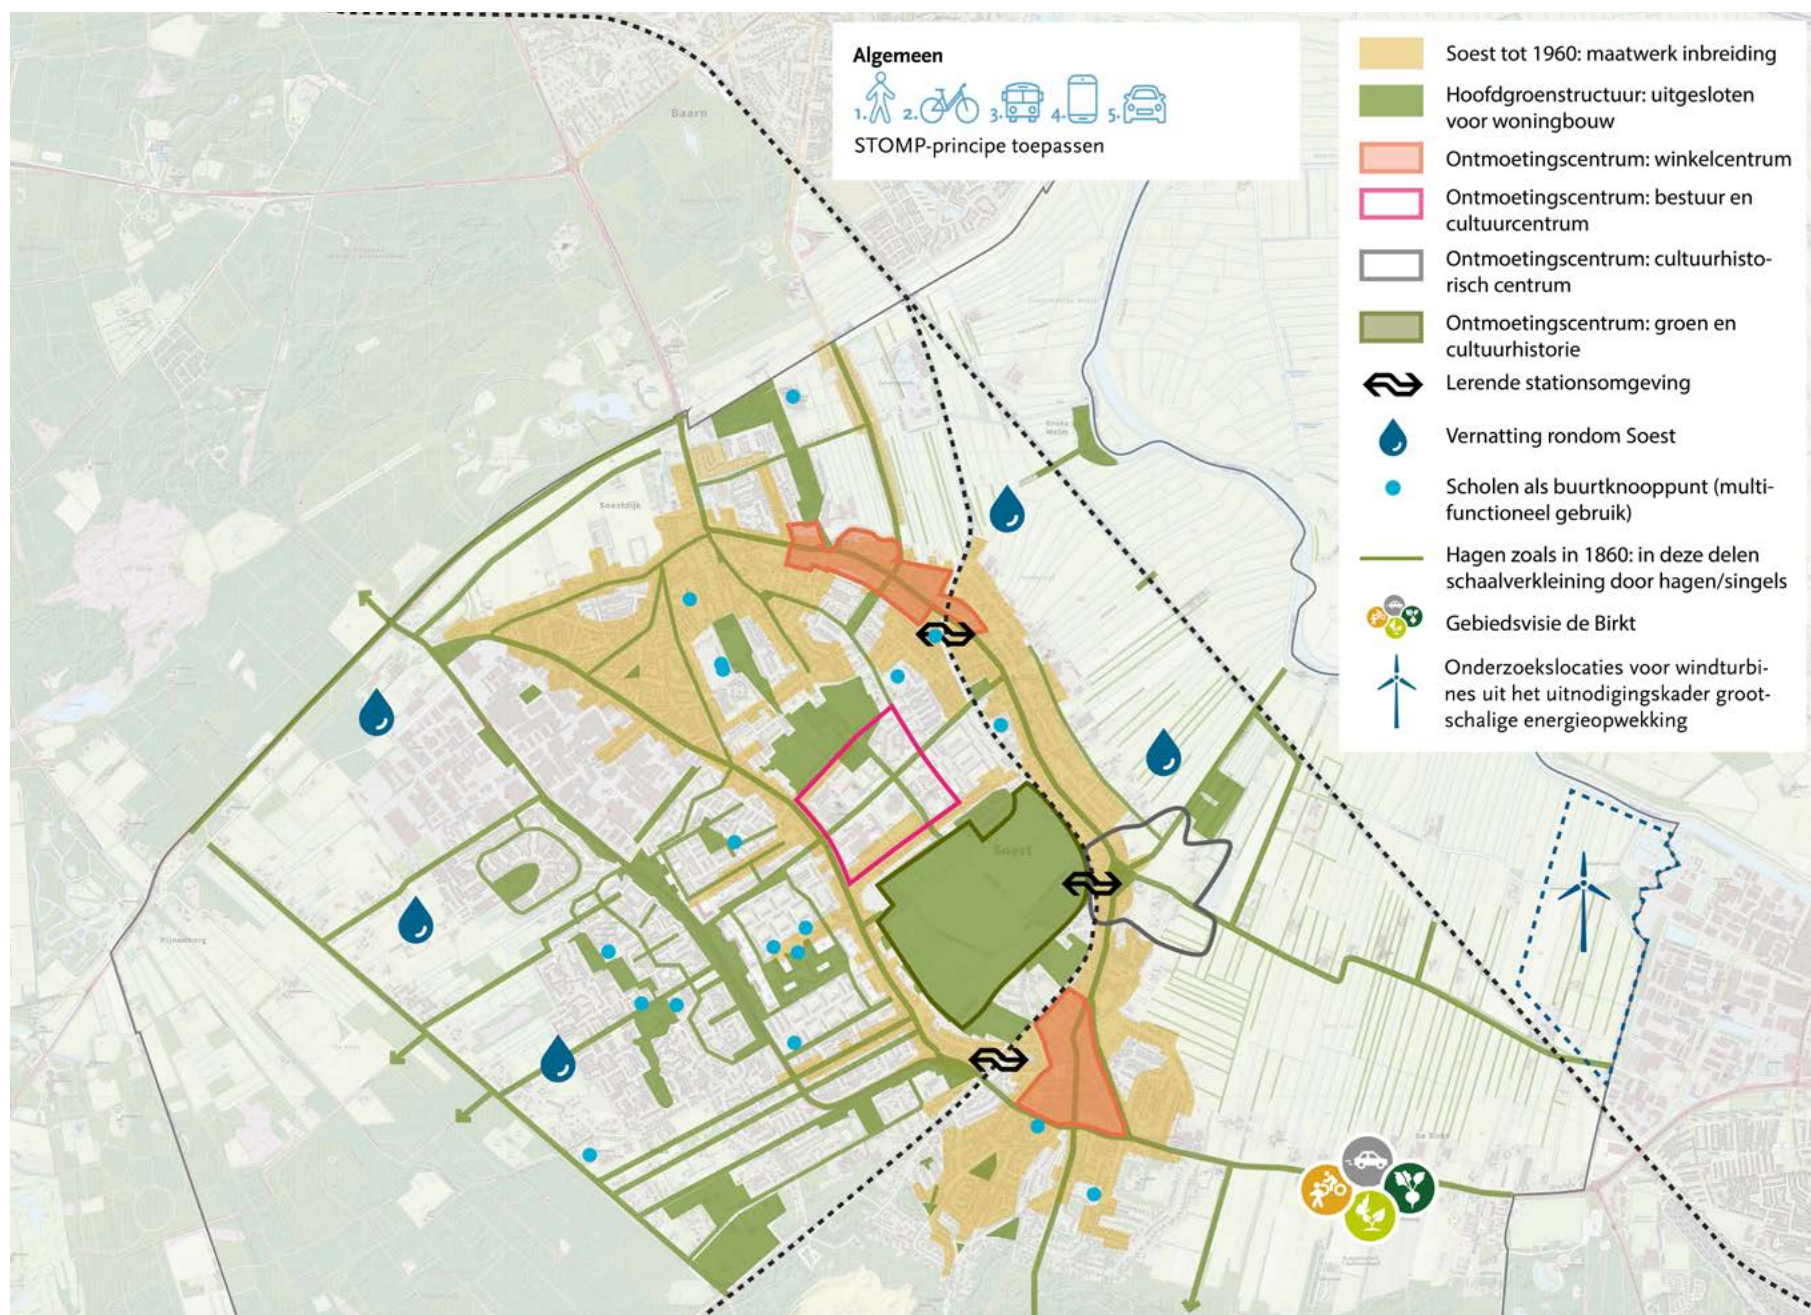 Algemeen
1. 2. 3. 4. 5.
STOMP-principe toepassen
Soest tot 1960: maatwerk inbreiding
Hoofdgroenstructuur: uitgesloten
voor woningbouw
Ontmoetingscentrum: winkelcentrum
Ontmoetingscentrum: bestuur en
cultuurcentrum
Ontmoetingscentrum: cultuurhisto-
risch centrum
Ontmoetingscentrum: groen en
cultuurhistorie
Lerende stationsomgeving
Vernatting rondom Soest
Scholen als buurtknooppunt (multi-
functioneel gebruik)
Hagen zoals in 1860: in deze delen
schaalverkleining door hagen/singels
Gebiedsvisie de Birkt
Onderzoekslocaties voor windturbi-
nes uit het uitnodigingskader groot-
schalige energieopwekking
Baarn
Soestdijk
Soest
Pijnenburg
De Birkt